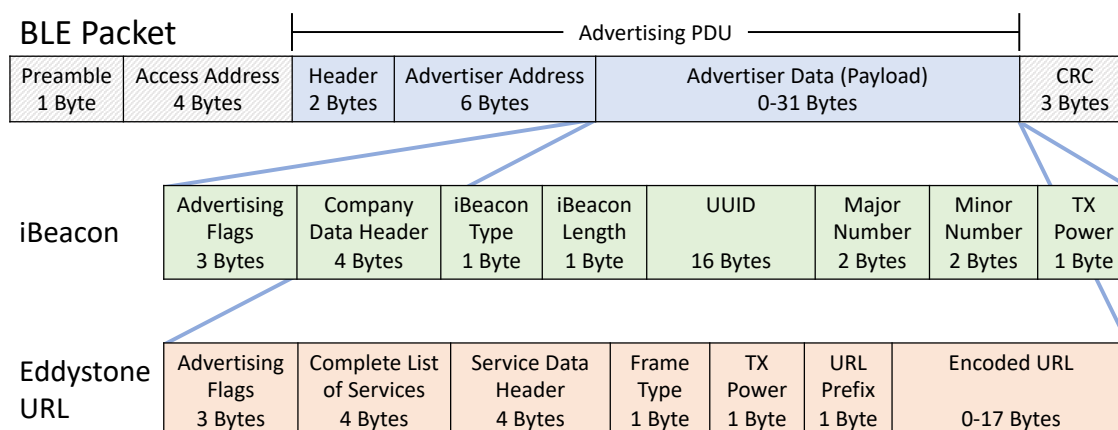 BLE Packet
Advertising PDU
Preamble
1 Byte
Access Address
4 Bytes
Header
2 Bytes
Advertiser Address
6 Bytes
Advertiser Data (Payload)
0-31 Bytes
CRC
3 Bytes
iBeacon
Advertising
Flags
3 Bytes
Company
Data Header
4 Bytes
iBeacon
Type
1 Byte
iBeacon
Length
1 Byte
UUID
16 Bytes
Major
Number
2 Bytes
Minor
Number
2 Bytes
TX
Power
1 Byte
Eddystone
URL
Advertising
Flags
3 Bytes
Complete List
of Services
4 Bytes
Service Data
Header
4 Bytes
Frame
Type
1 Byte
TX
Power
1 Byte
URL
Prefix
1 Byte
Encoded URL
0-17 Bytes